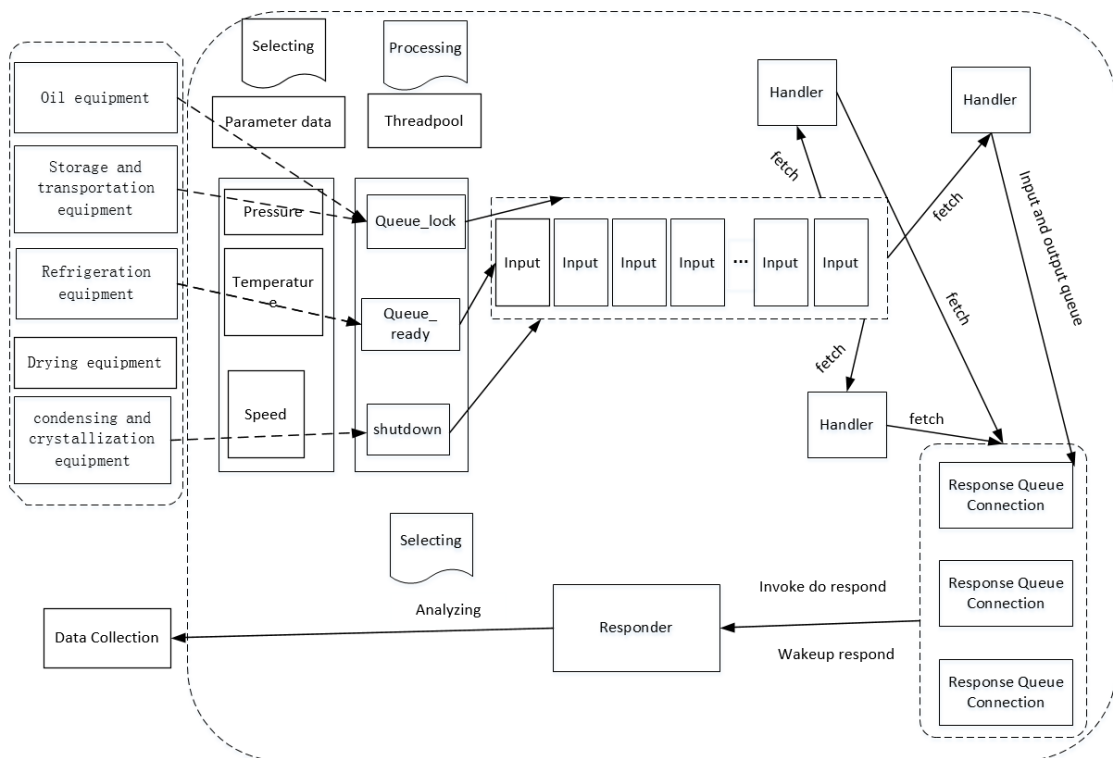 Selecting
Processing
Parameter data
Threadpool
Oil equipment
Storage and
transportation
equipment
Refrigeration
equipment
Drying equipment
condensing and
crystallization
equipment
Pressure
Temperatur
e
Speed
Queue_lock
Queue_
ready
shutdown
Input
Input
Input
Input
...
Input
Input
Handler
Handler
fetch
fetch
fetch
Input and output queue
fetch
Handler
fetch
Response Queue
Connection
Response Queue
Connection
Response Queue
Connection
Selecting
Invoke do respond
Wakeup respond
Responder
Analyzing
Data Collection